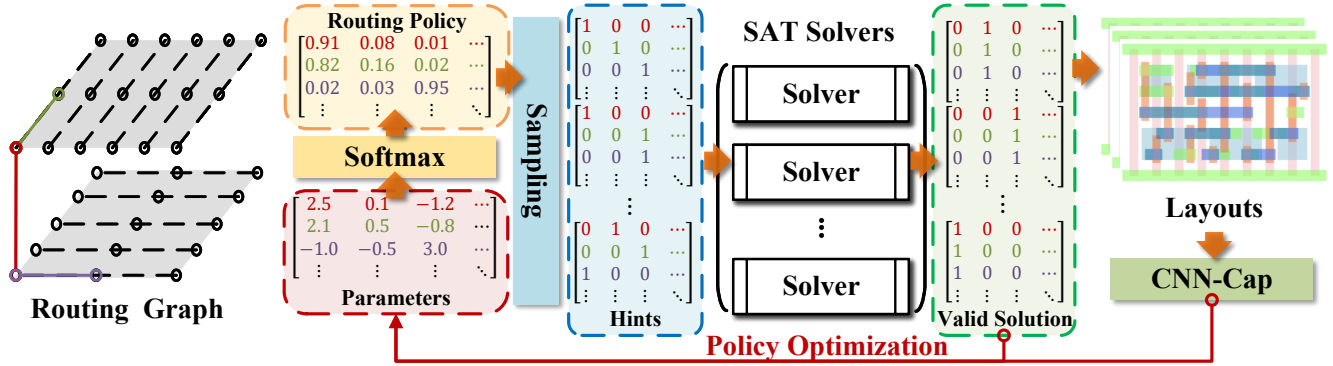 Routing Graph
Routing Policy
0.91 0.08 0.01 ⋯
0.82 0.16 0.02 ⋯
0.02 0.03 0.95 ⋯
⋮ ⋮ ⋮ ⋱
Softmax
2.5 0.1 −1.2 ⋯
2.1 0.5 −0.8 ⋯
−1.0 −0.5 3.0 ⋯
⋮ ⋮ ⋮ ⋱
Parameters
Sampling
1 0 0 ⋯
0 1 0 ⋯
0 0 1 ⋯
⋮ ⋮ ⋮ ⋱
1 0 0 ⋯
0 0 1 ⋯
0 0 1 ⋯
⋮ ⋮ ⋮ ⋱
⋮
0 1 0 ⋯
0 0 1 ⋯
1 0 0 ⋯
⋮ ⋮ ⋮ ⋱
Hints
SAT Solvers
Solver
Solver
⋮
Solver
0 1 0 ⋯
0 1 0 ⋯
0 1 0 ⋯
⋮ ⋮ ⋮ ⋱
0 0 1 ⋯
0 0 1 ⋯
0 0 1 ⋯
⋮ ⋮ ⋮ ⋱
⋮
1 0 0 ⋯
1 0 0 ⋯
1 0 0 ⋯
⋮ ⋮ ⋮ ⋱
Valid Solution
Layouts
CNN-Cap
Policy Optimization